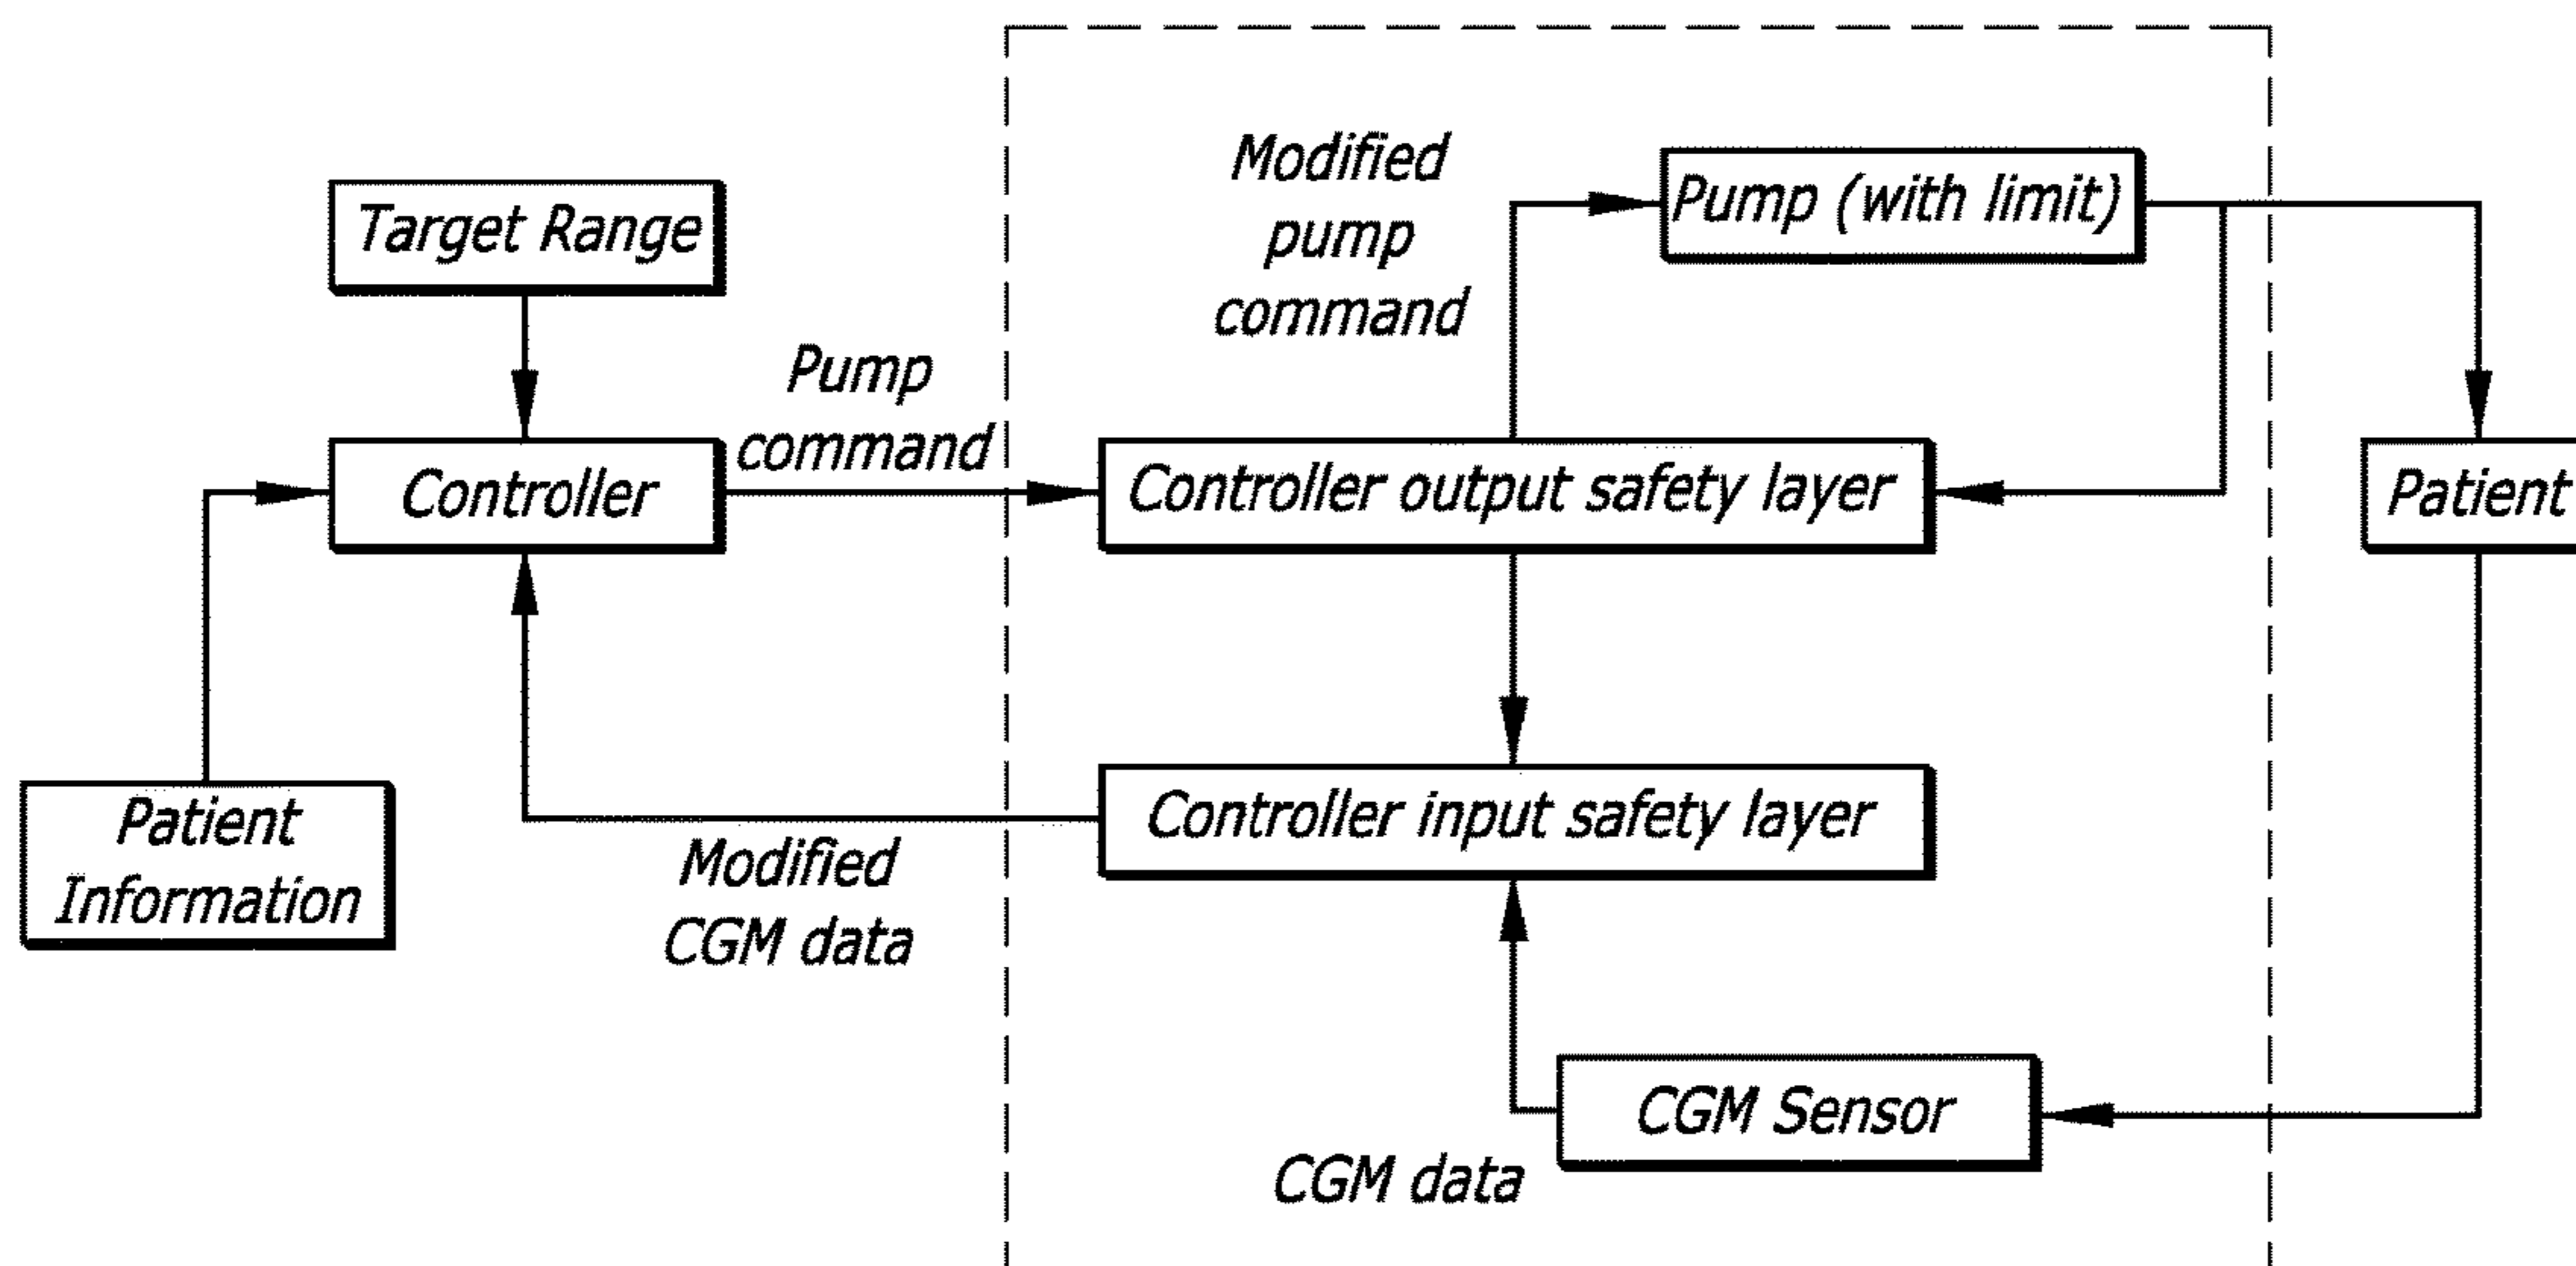 Modified
pump
command
Pump (with limit)
Target Range
Pump
command
Controller
Controller output safety layer
Patient
Patient
Information
Controller input safety layer
Modified
CGM data
CGM Sensor
CGM data